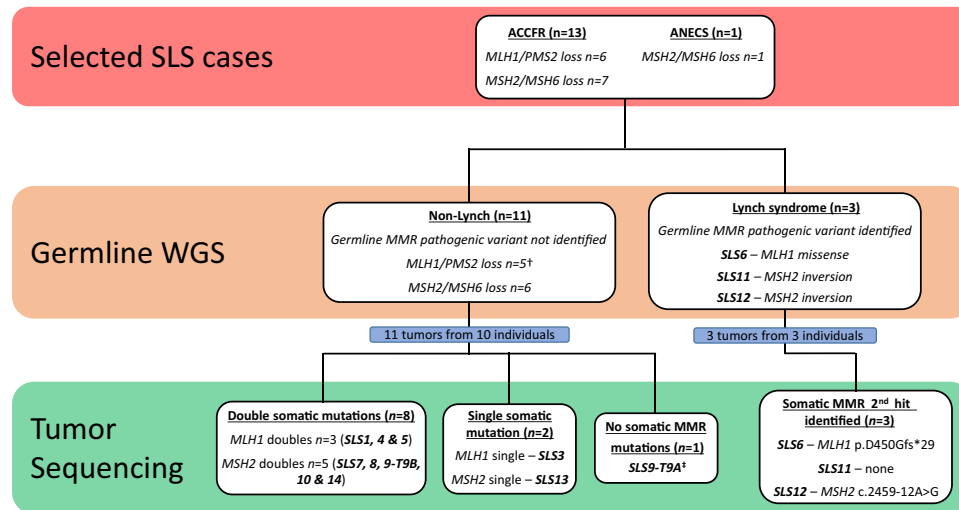 Selected SLS cases
ACCFR (n=13)
MLH1/PMS2 loss n=6
MSH2/MSH6 loss n=7
ANECS (n=1)
MSH2/MSH6 loss n=1
Germline WGS
Non-Lynch (n=11)
Germline MMR pathogenic variant not identified
MLH1/PMS2 loss n=5†
MSH2/MSH6 loss n=6
Lynch syndrome (n=3)
Germline MMR pathogenic variant identified
SLS6 – MLH1 missense
SLS11 – MSH2 inversion
SLS12 – MSH2 inversion
11 tumors from 10 individuals
3 tumors from 3 individuals
Tumor
Sequencing
Double somatic mutations (n=8)
MLH1 doubles n=3 (SLS1, 4 & 5)
MSH2 doubles n=5 (SLS7, 8, 9-T9B,
10 & 14)
Single somatic
mutation (n=2)
MLH1 single – SLS3
MSH2 single – SLS13
No somatic MMR
mutations (n=1)
SLS9-T9A‡
Somatic MMR 2nd hit
identified (n=3)
SLS6 – MLH1 p.D450Gfs*29
SLS11 – none
SLS12 – MSH2 c.2459-12A>G